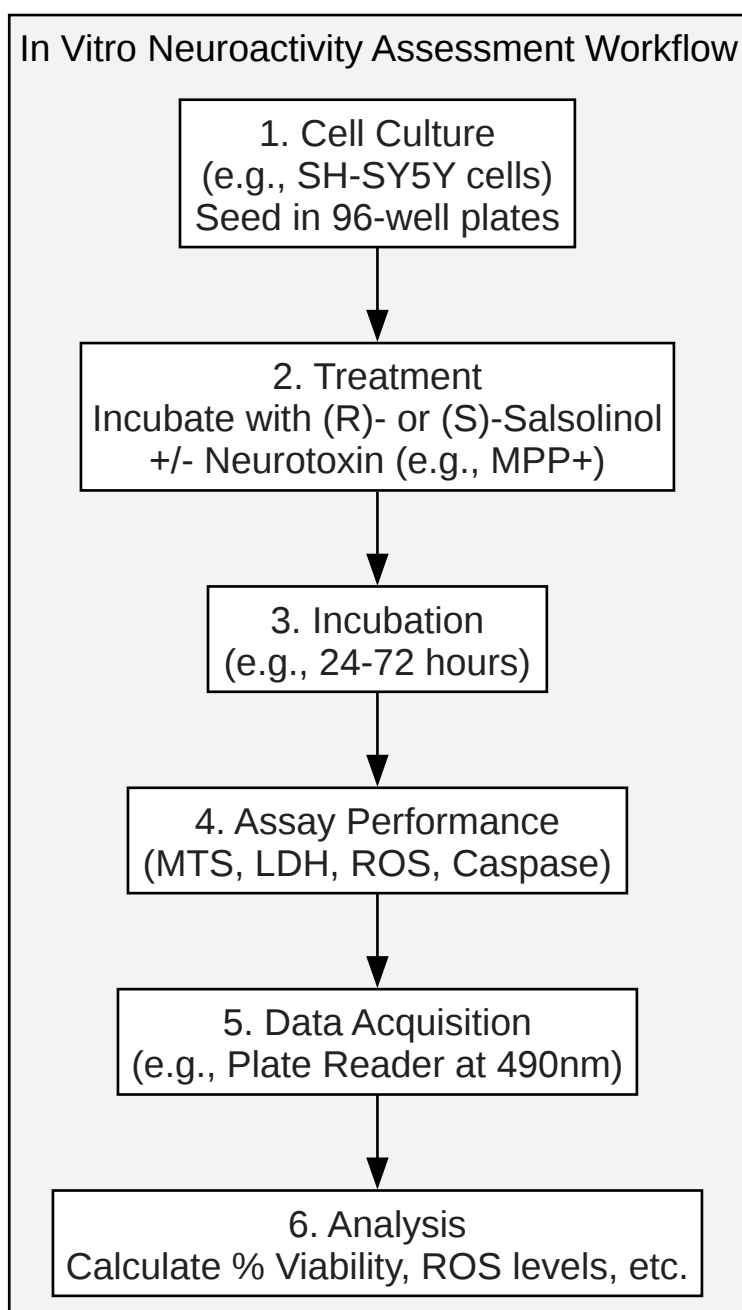 In Vitro Neuroactivity Assessment Workflow
1. Cell Culture
(e.g., SH-SY5Y cells)
Seed in 96-well plates
2. Treatment
Incubate with (R)- or (S)-Salsolinol
+/- Neurotoxin (e.g., MPP+)
3. Incubation
(e.g., 24-72 hours)
4. Assay Performance
(MTS, LDH, ROS, Caspase)
5. Data Acquisition
(e.g., Plate Reader at 490nm)
6. Analysis
Calculate % Viability, ROS levels, etc.